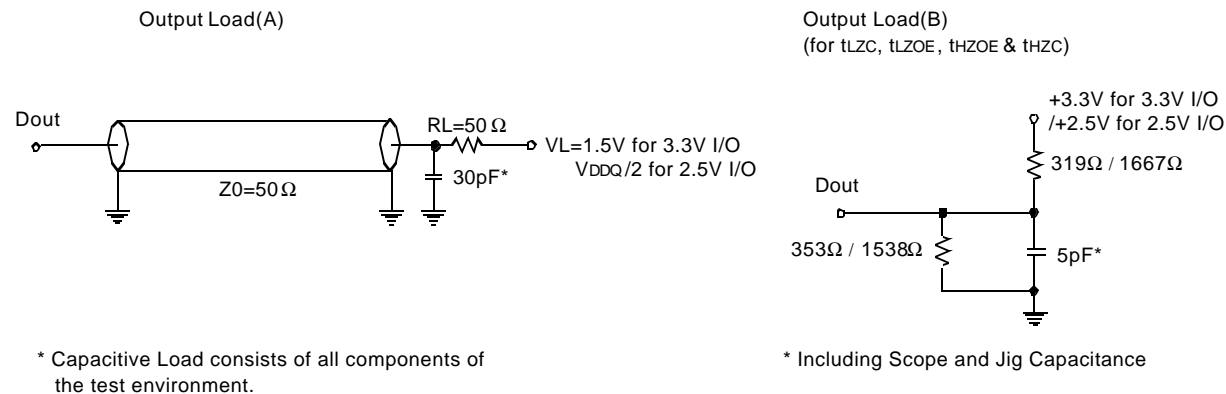 Output Load(A)
Dout
Z0=50Ω
RL=50Ω
30pF*
VL=1.5V for 3.3V I/O
VDDQ/2 for 2.5V I/O
* Capacitive Load consists of all components of
the test environment.
Output Load(B)
(for tLZC, tLZOE, tHZOE & tHZC)
+3.3V for 3.3V I/O
/+2.5V for 2.5V I/O
319Ω / 1667Ω
Dout
353Ω / 1538Ω
5pF*
* Including Scope and Jig Capacitance